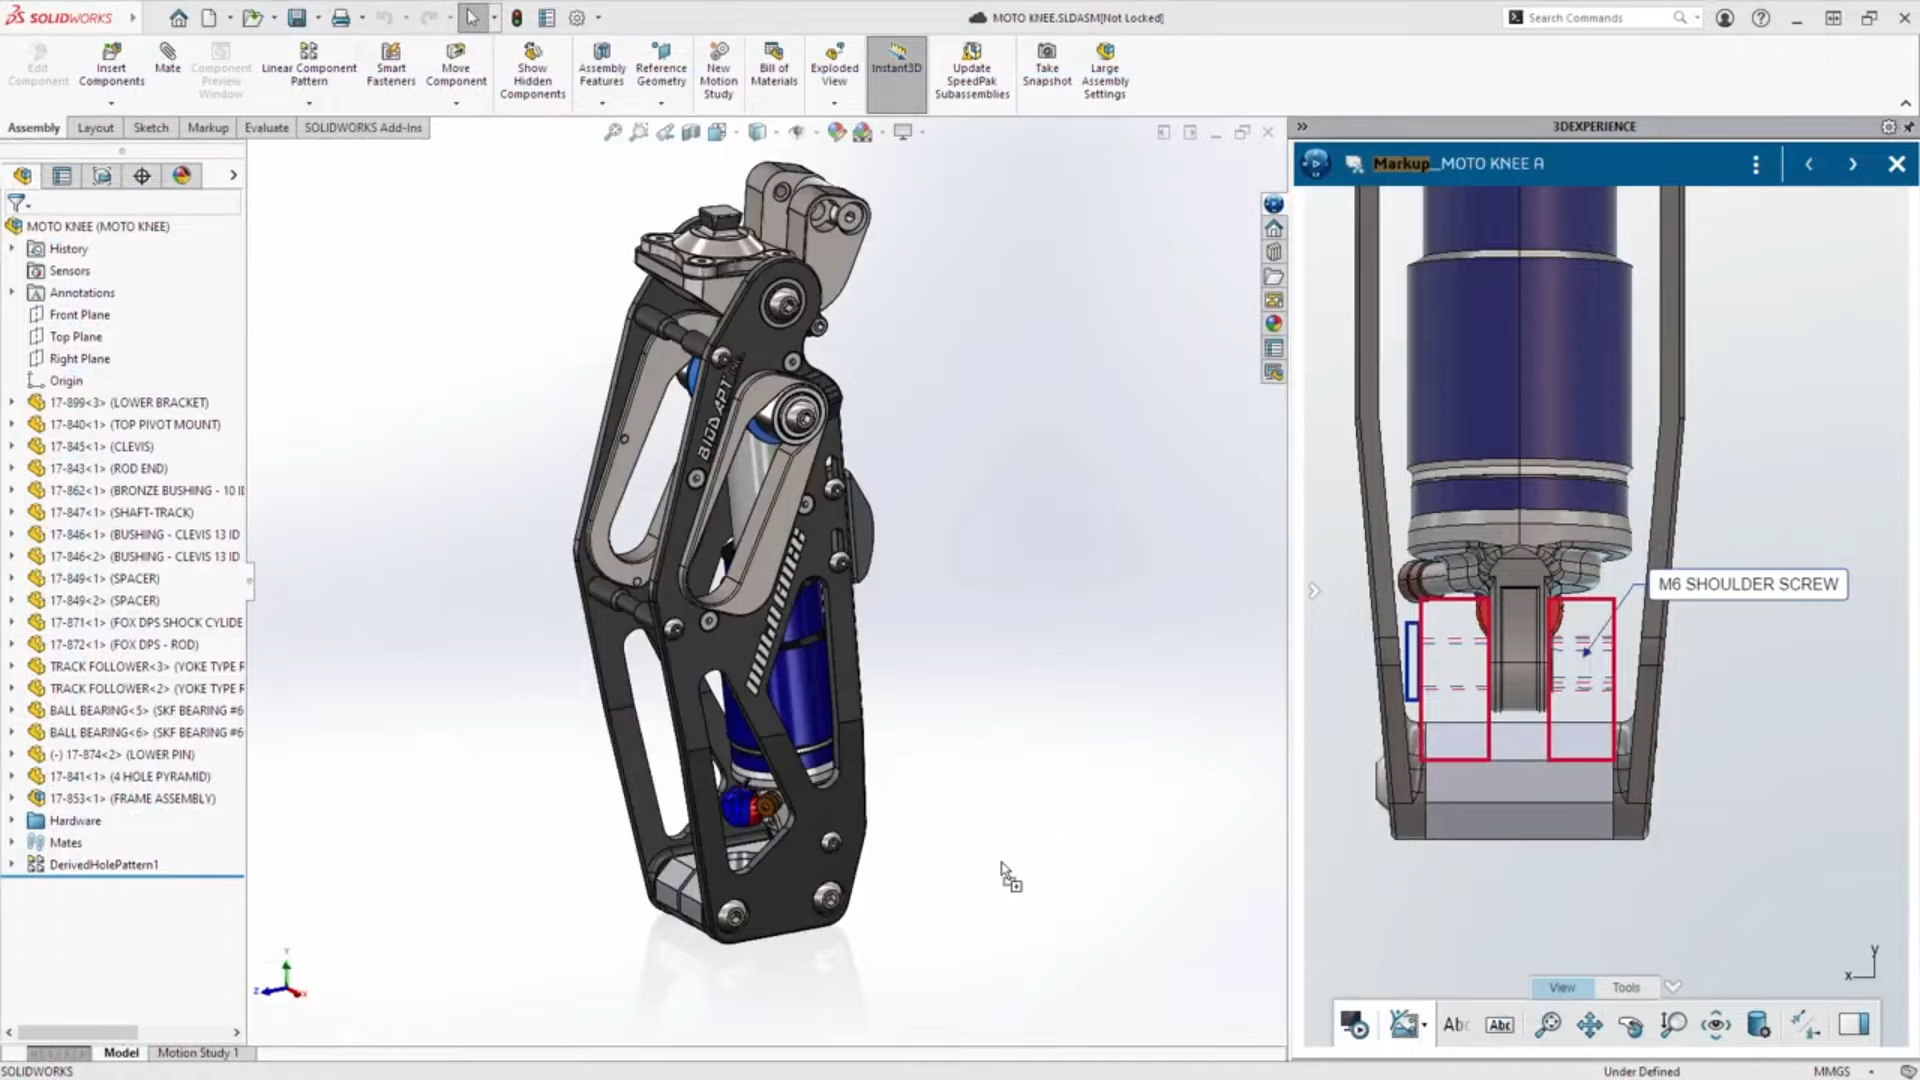 SOLIDWORKS
MOTO KNEE.SLDASM[Not Locked]
Search Commands
Edit Component
Insert Components
Mate
Component Preview Window
Linear Component Pattern
Smart Fasteners
Move Component
Show Hidden Components
Assembly Features
Reference Geometry
New Motion Study
Bill of Materials
Exploded View
Instant3D
Update SpeedPak Subassemblies
Take Snapshot
Large Assembly Settings
Assembly
Layout
Sketch
Markup
Evaluate
SOLIDWORKS Add-Ins
3DEXPERIENCE
Markup_MOTO KNEE A
MOTO KNEE (MOTO KNEE)
History
Sensors
Annotations
Front Plane
Top Plane
Right Plane
Origin
17-899<3> (LOWER BRACKET)
17-840<1> (TOP PIVOT MOUNT)
17-845<1> (CLEVIS)
17-843<1> (ROD END)
17-862<1> (BRONZE BUSHING - 10 I
17-847<1> (SHAFT-TRACK)
17-846<1> (BUSHING - CLEVIS 13 ID
17-846<2> (BUSHING - CLEVIS 13 ID
17-849<1> (SPACER)
17-849<2> (SPACER)
17-871<1> (FOX DPS SHOCK CYLIDE
17-872<1> (FOX DPS - ROD)
TRACK FOLLOWER<3> (YOKE TYPE F
TRACK FOLLOWER<2> (YOKE TYPE F
BALL BEARING<5> (SKF BEARING #6
BALL BEARING<6> (SKF BEARING #6
(-) 17-874<2> (LOWER PIN)
17-841<1> (4 HOLE PYRAMID)
17-853<1> (FRAME ASSEMBLY)
Hardware
Mates
DerivedHolePattern1
BIODAPT
M6 SHOULDER SCREW
Y
Z
X
y
x
View
Tools
Abc
Abc
Model
Motion Study 1
SOLIDWORKS
Under Defined
MMGS